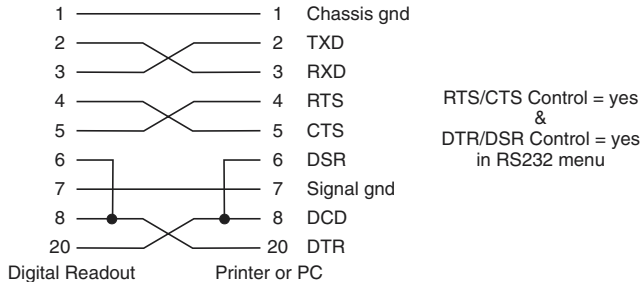 1 1 Chassis gnd
2 2 TXD
3 3 RXD
4 4 RTS
5 5 CTS
6 6 DSR
7 7 Signal gnd
8 8 DCD
20 20 DTR
Digital Readout Printer or PC
RTS/CTS Control = yes
&
DTR/DSR Control = yes
in RS232 menu